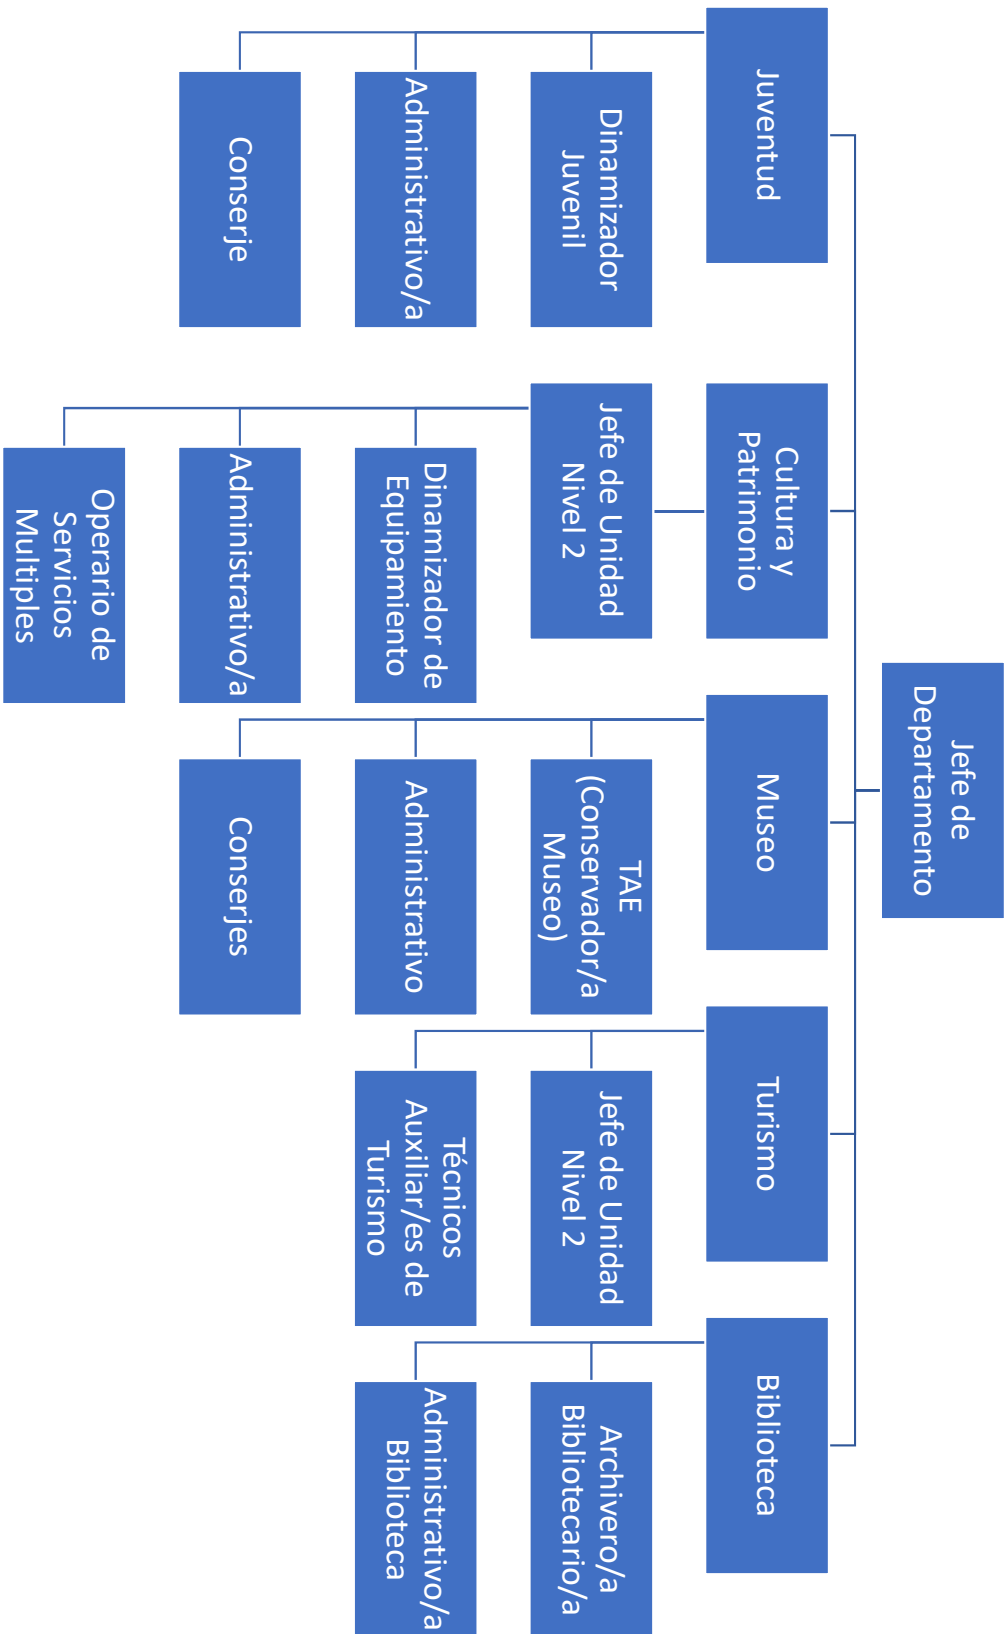 Jefe de
Departamento
Juventud
Dinamizador
Juvenil
Administrativo/a
Conserje
Cultura y
Patrimonio
Jefe de Unidad
Nivel 2
Dinamizador de
Equipamiento
Administrativo/a
Operario de
Servicios
Multiples
Museo
TAE
(Conservador/a
Museo)
Administrativo
Conserjes
Turismo
Jefe de Unidad
Nivel 2
Técnicos
Auxiliar/es de
Turismo
Biblioteca
Archivero/a
Bibliotecario/a
Administrativo/a
Biblioteca